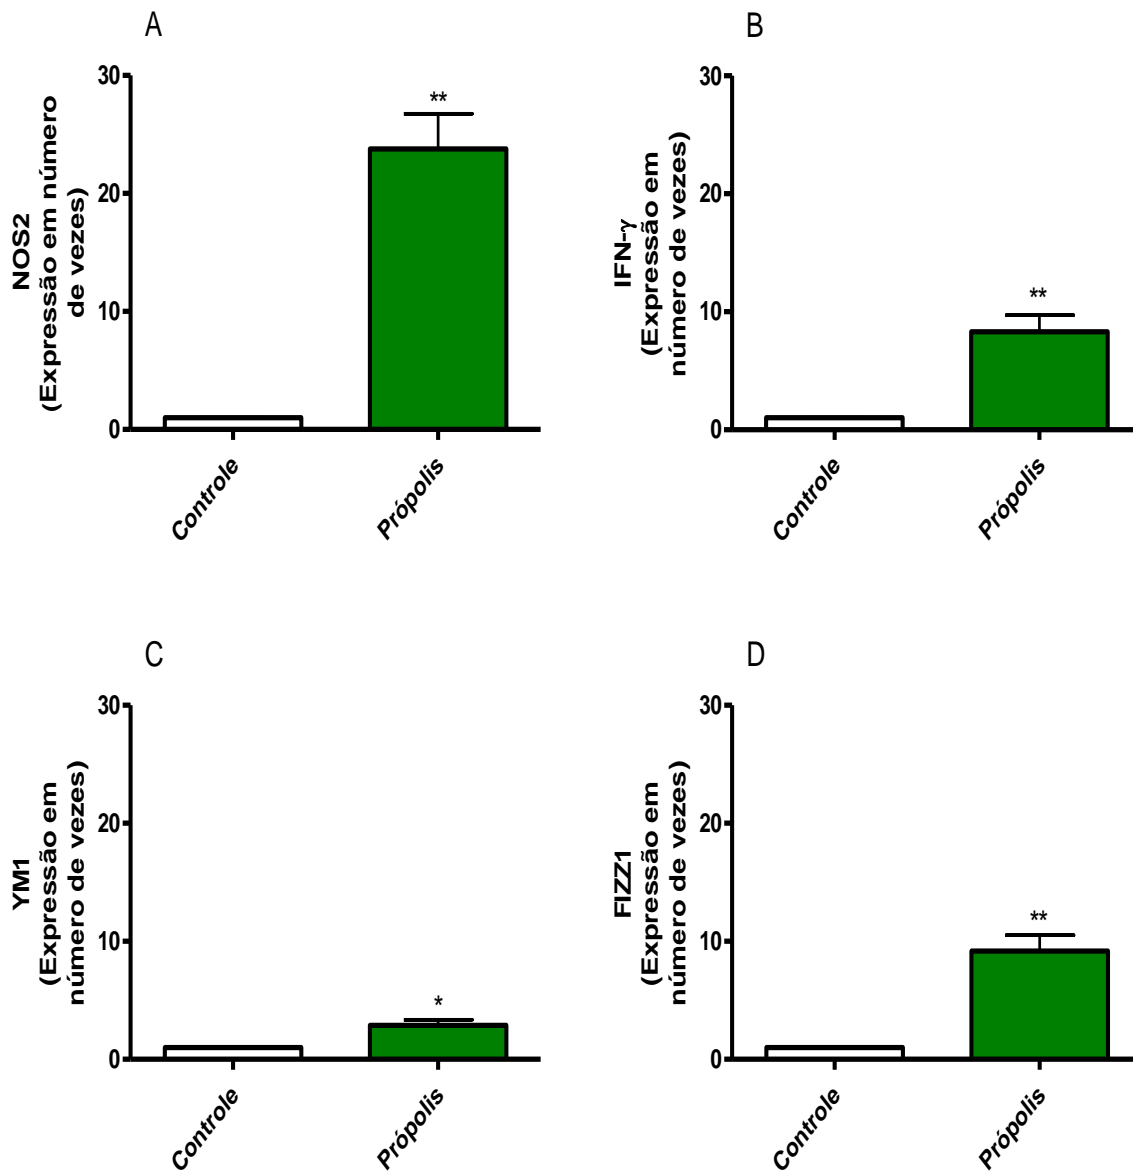 A
NOS2
(Expressão em número
de vezes)
30
20
10
0
**
Controle
Própolis
B
IFN-γ
(Expressão em
número de vezes)
30
20
10
0
**
Controle
Própolis
C
YM1
(Expressão em
número de vezes)
30
20
10
0
*
Controle
Própolis
D
FIZZ1
(Expressão em
número de vezes)
30
20
10
0
**
Controle
Própolis